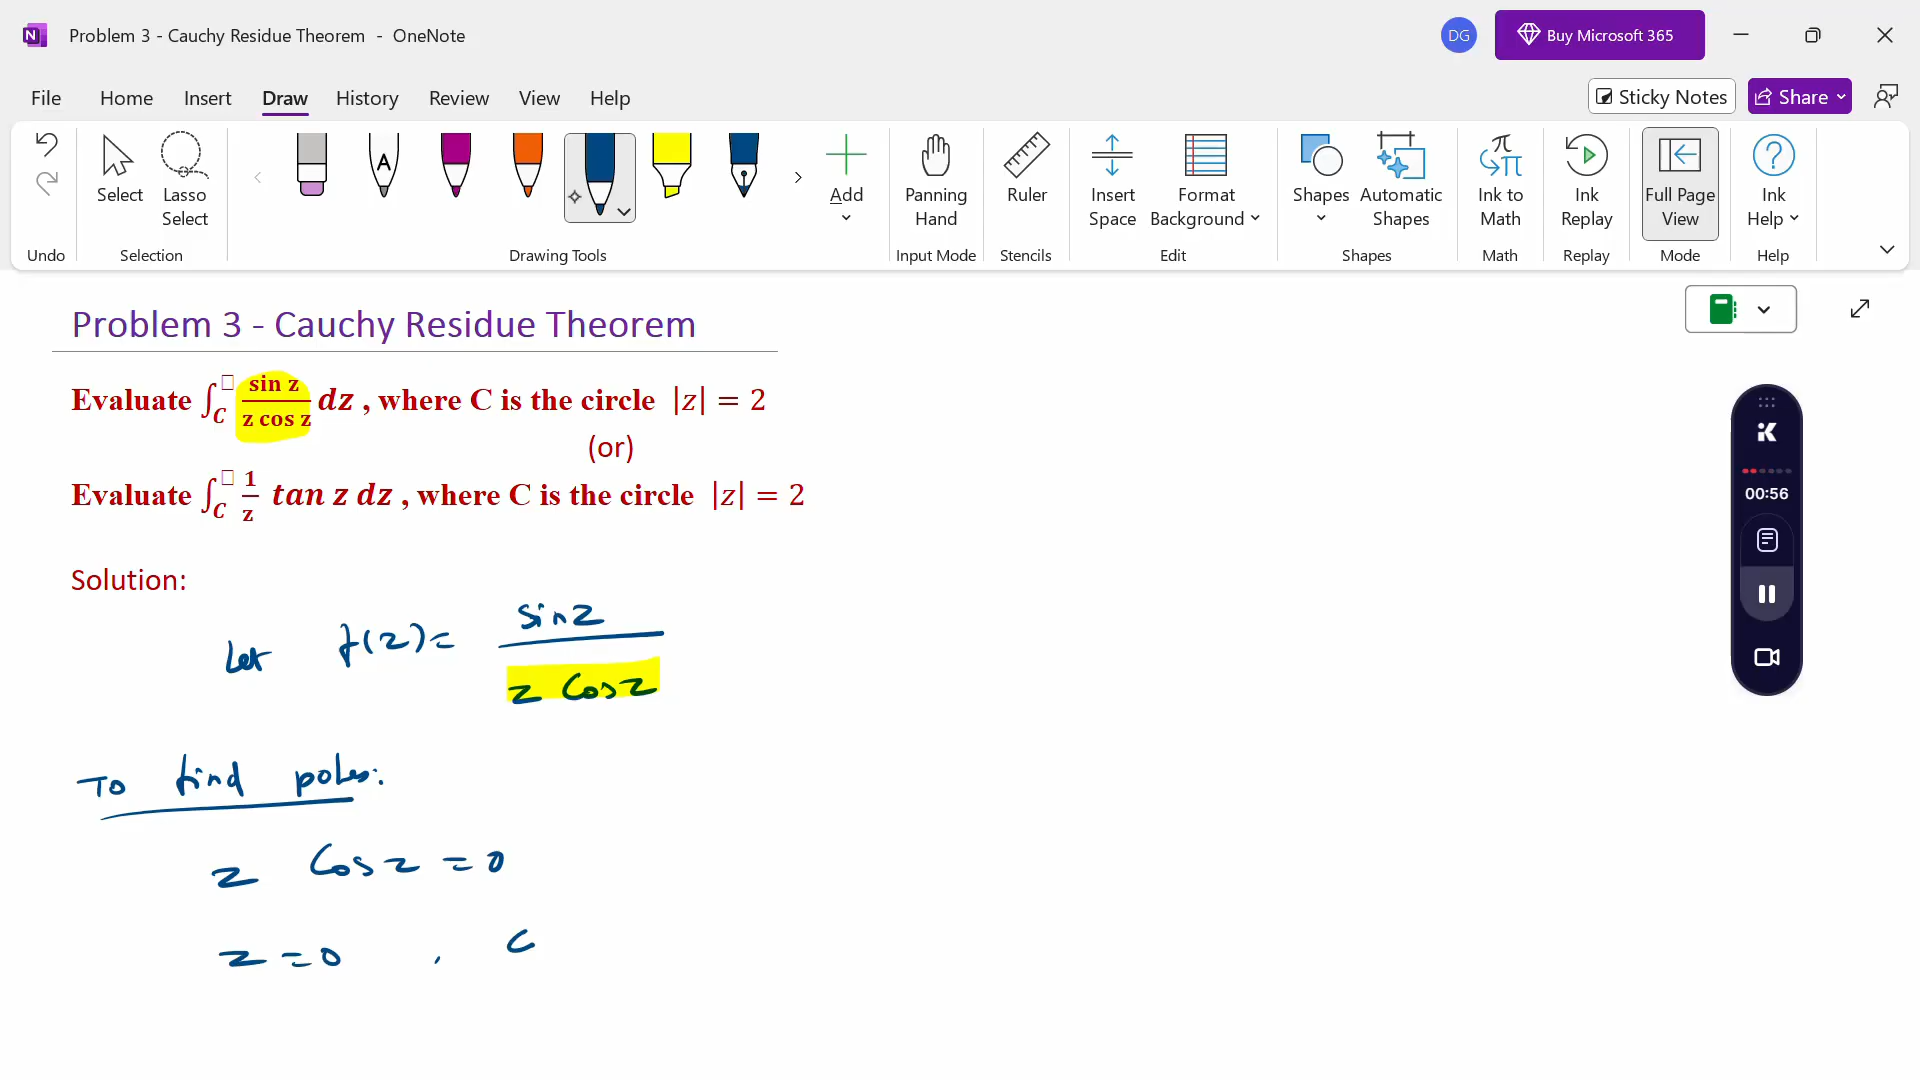 Problem 3 - Cauchy Residue Theorem - OneNote
DG
Buy Microsoft 365
File Home Insert Draw History Review View Help
Sticky Notes
Share
Select
Lasso Select
Add
Panning Hand
Ruler
Insert Space
Format Background
Shapes
Automatic Shapes
Ink to Math
Ink Replay
Full Page View
Ink Help
Undo Selection Drawing Tools Input Mode Stencils Edit Shapes Math Replay Mode Help
Problem 3 - Cauchy Residue Theorem
Evaluate ∫_C^□ (sin z)/(z cos z) dz , where C is the circle |z| = 2
(or)
Evaluate ∫_C^□ 1/z tan z dz , where C is the circle |z| = 2
Solution:
Let f(z) = sin z / z Cos z
To find poles:
z Cos z = 0
z = 0 , C
00:56